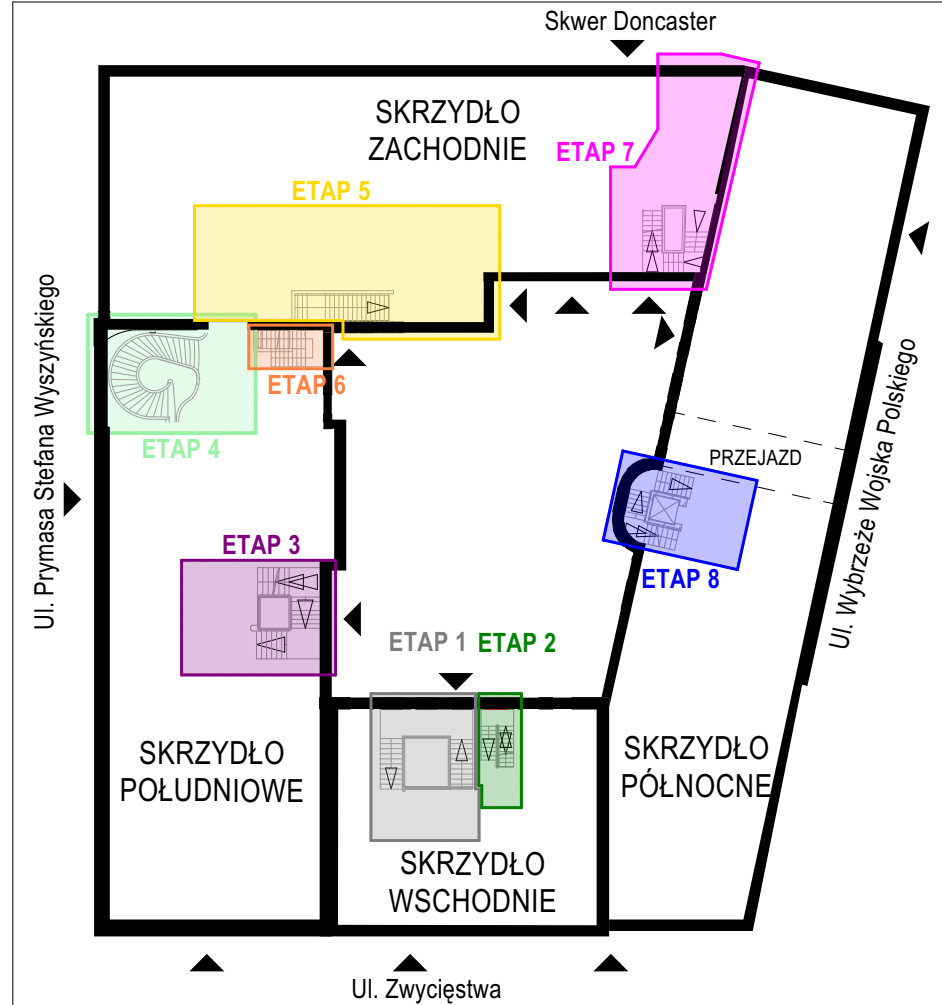 Skwer Doncaster
SKRZYDŁO
ZACHODNIE
ETAP 7
ETAP 5
Ul. Prymasa Stefana Wyszyńskiego
ETAP 6
ETAP 4
PRZEJAZD
Ul. Wybrzeże Wojska Polskiego
ETAP 3
ETAP 8
ETAP 1
ETAP 2
SKRZYDŁO
POŁUDNIOWE
SKRZYDŁO
PÓŁNOCNE
SKRZYDŁO
WSCHODNIE
Ul. Zwycięstwa